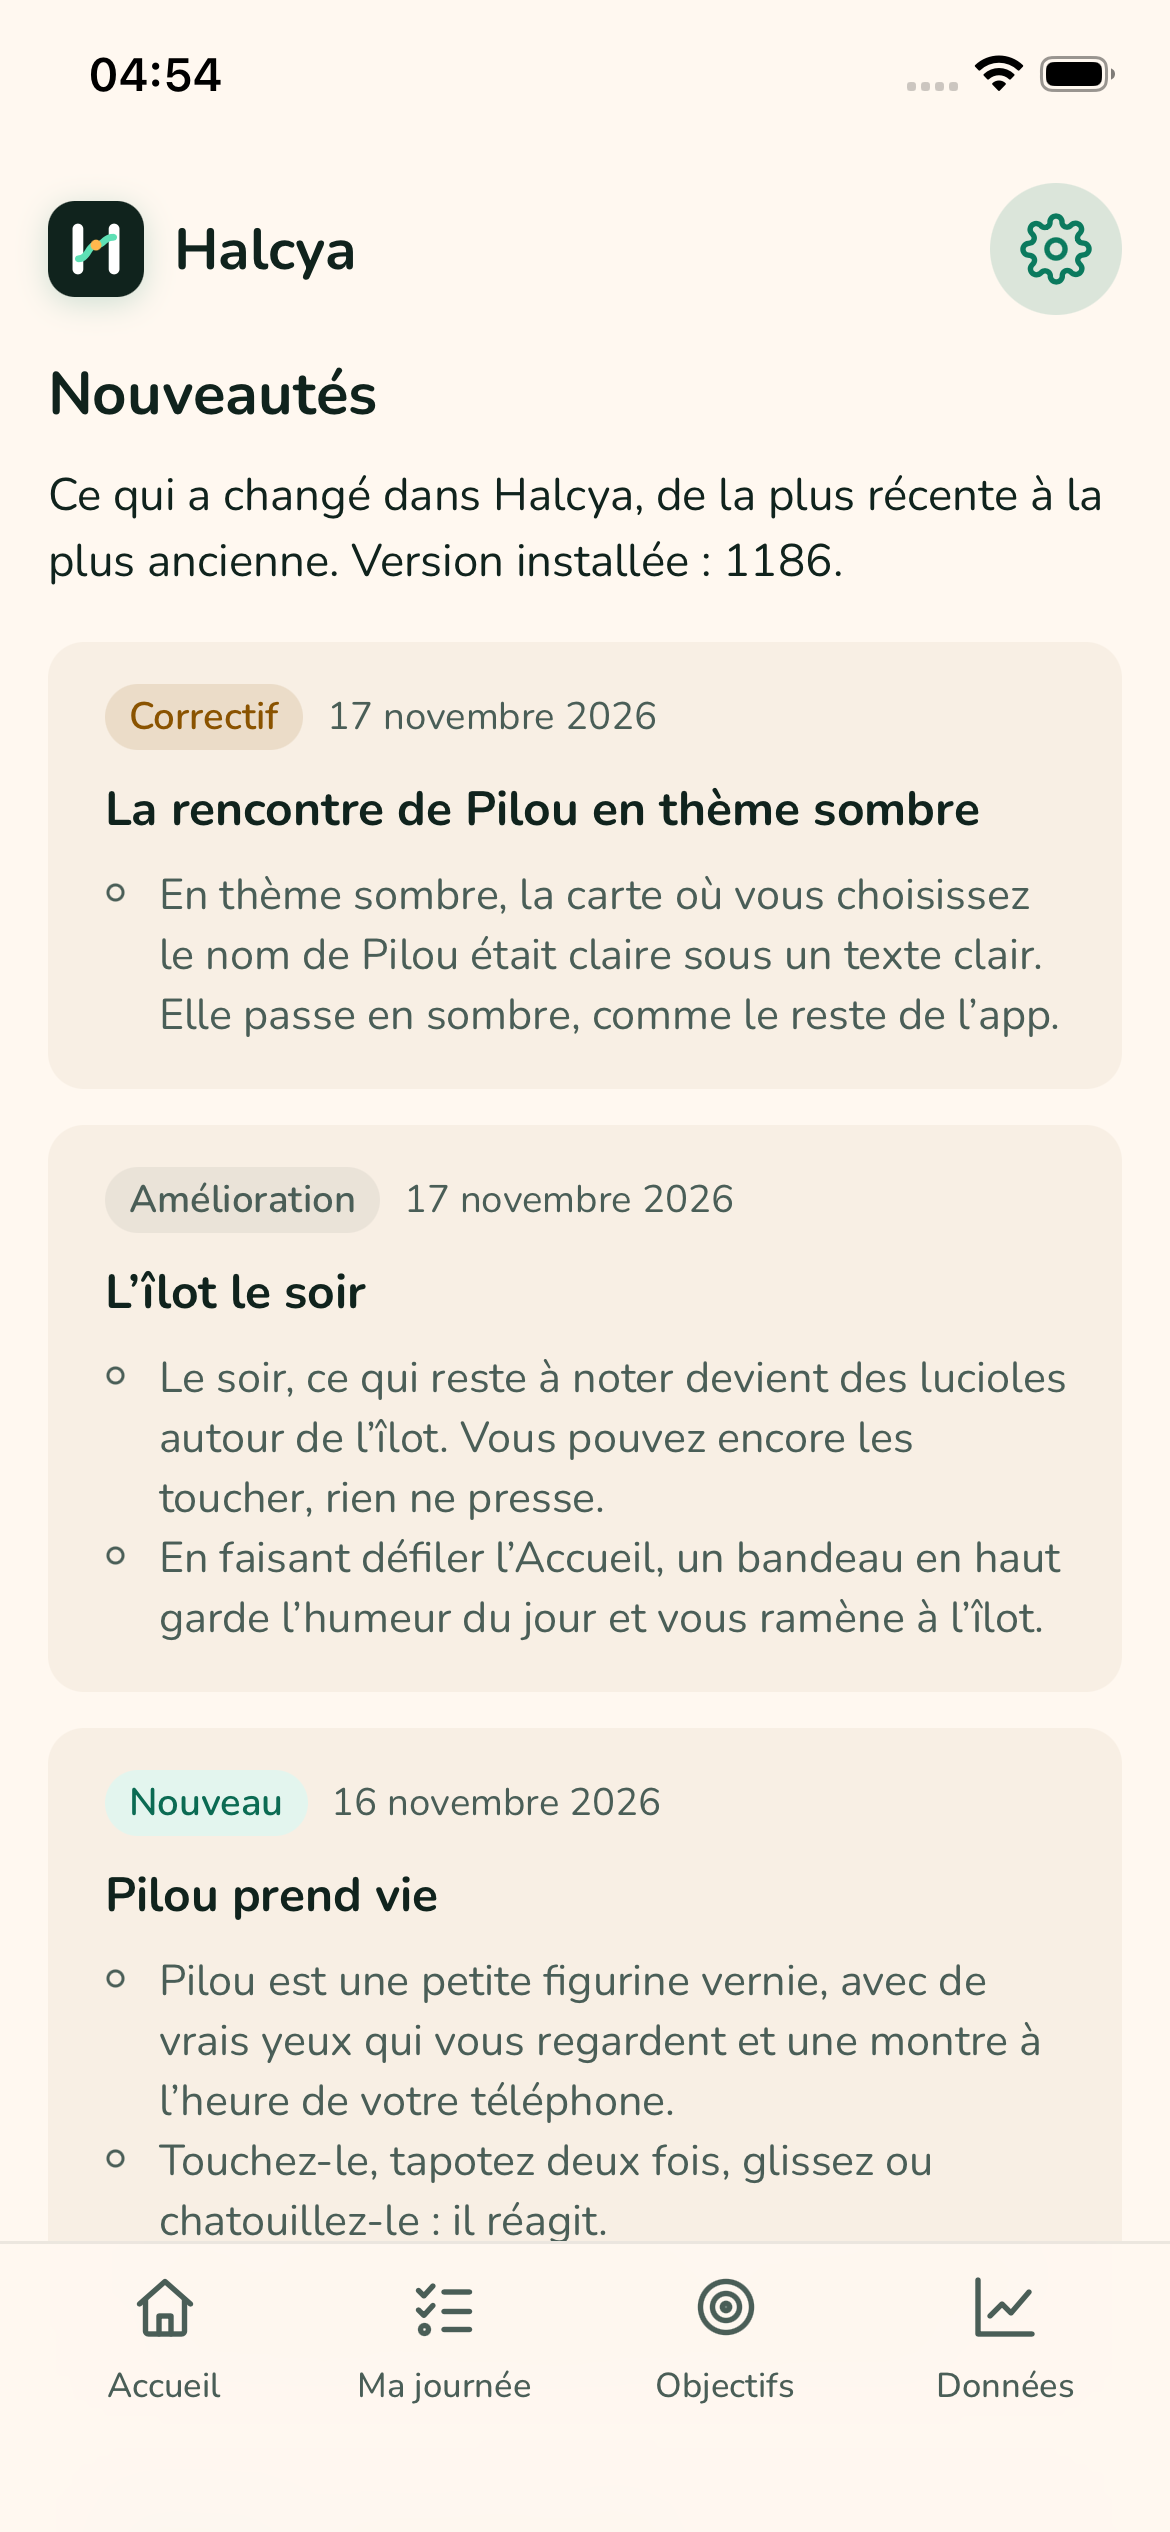 04:54
Halcya
Nouveautés
Ce qui a changé dans Halcya, de la plus récente à la
plus ancienne. Version installée : 1186.
Correctif 17 novembre 2026
La rencontre de Pilou en thème sombre
En thème sombre, la carte où vous choisissez
le nom de Pilou était claire sous un texte clair.
Elle passe en sombre, comme le reste de l’app.
Amélioration 17 novembre 2026
L’îlot le soir
Le soir, ce qui reste à noter devient des lucioles
autour de l’îlot. Vous pouvez encore les
toucher, rien ne presse.
En faisant défiler l’Accueil, un bandeau en haut
garde l’humeur du jour et vous ramène à l’îlot.
Nouveau 16 novembre 2026
Pilou prend vie
Pilou est une petite figurine vernie, avec de
vrais yeux qui vous regardent et une montre à
l’heure de votre téléphone.
Touchez-le, tapotez deux fois, glissez ou
chatouillez-le : il réagit.
Accueil Ma journée Objectifs Données